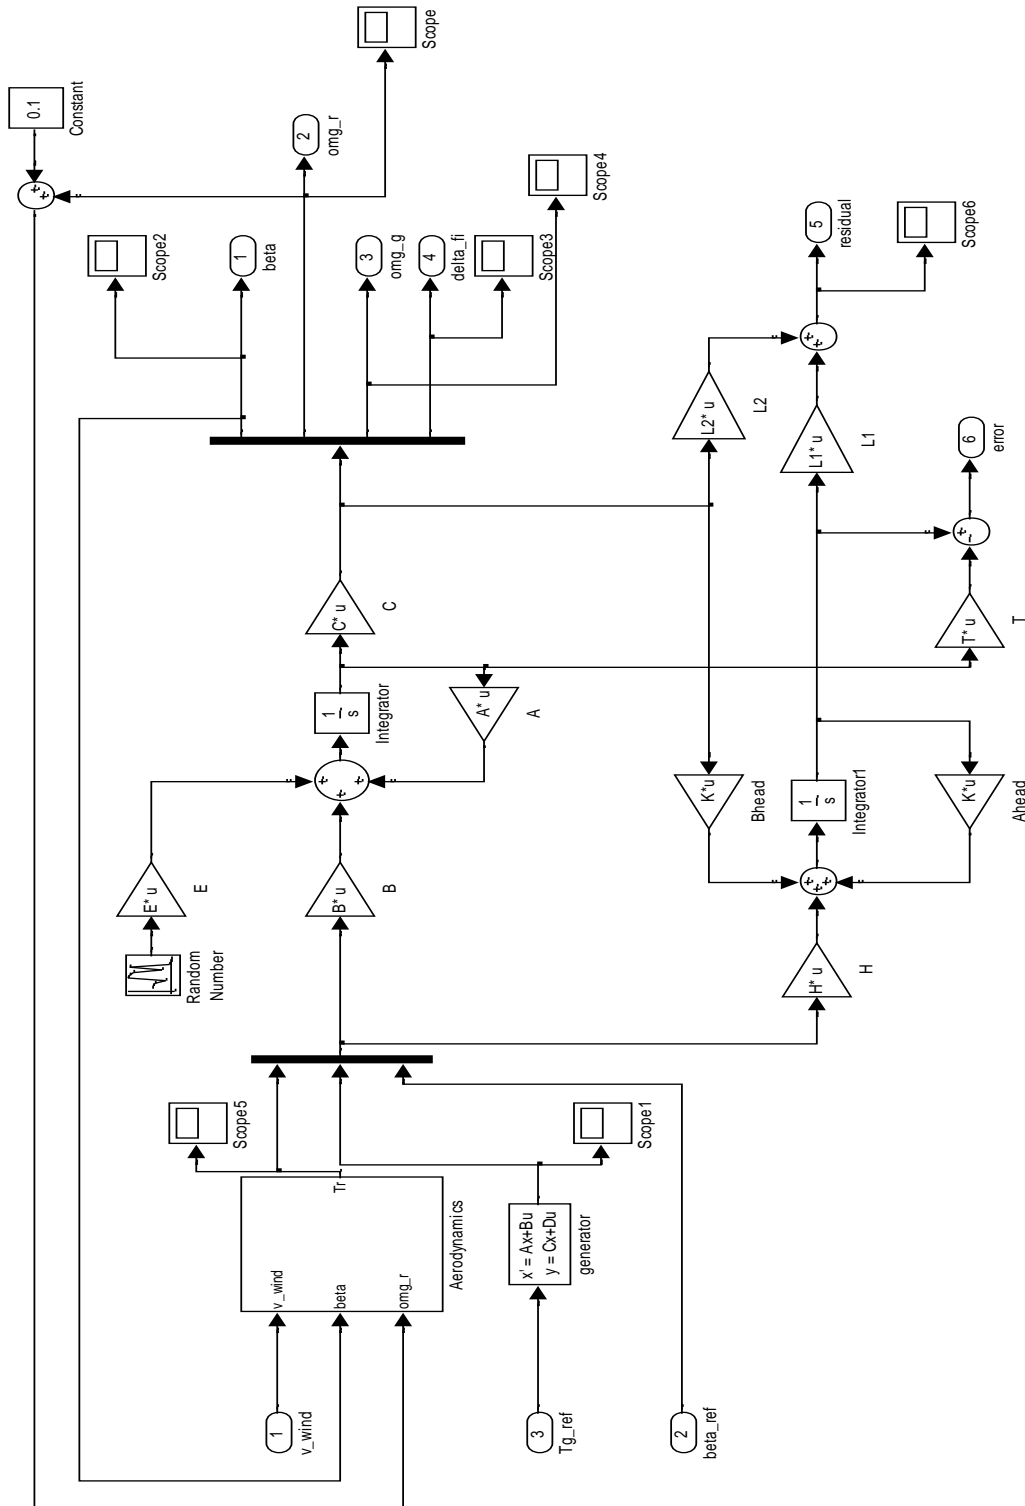 0.1
Constant
Scope2
E* u
E
Random
Number
Scope5
1
beta
v_wind
beta
omg_r
Tr
Aerodynamics
1
v_wind
2
omg_r
B* u
B
1
s
Integrator
C* u
C
Scope
3
omg_g
4
delta_fi
A* u
A
Scope3
Scope4
x' = Ax+Bu
y = Cx+Du
generator
3
Tg_ref
Scope1
2
beta_ref
K*u
Bhead
L2* u
L2
H* u
H
1
s
Integrator1
L1* u
L1
5
residual
Scope6
K*u
Ahead
T* u
T
6
error